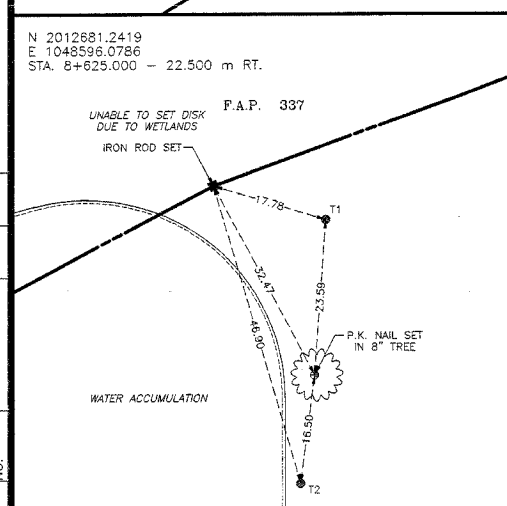 N 2012681.2419
E 1048596.0786
STA. 8+625.000 – 22.500 m RT.
F.A.P. 337
UNABLE TO SET DISK
DUE TO WETLANDS
IRON ROD SET
17.78
T1
32.47
23.59
46.90
P.K. NAIL SET
IN 8" TREE
WATER ACCUMULATION
16.50
T2
NO.